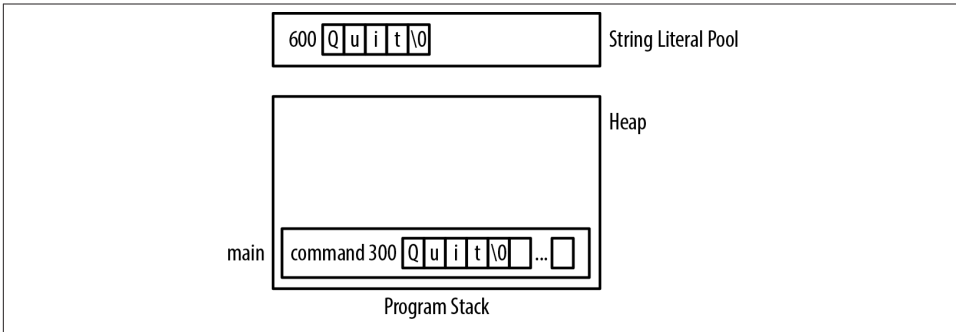 600 Q u i t \0 String Literal Pool
Heap
main command 300 Q u i t \0 ...
Program Stack